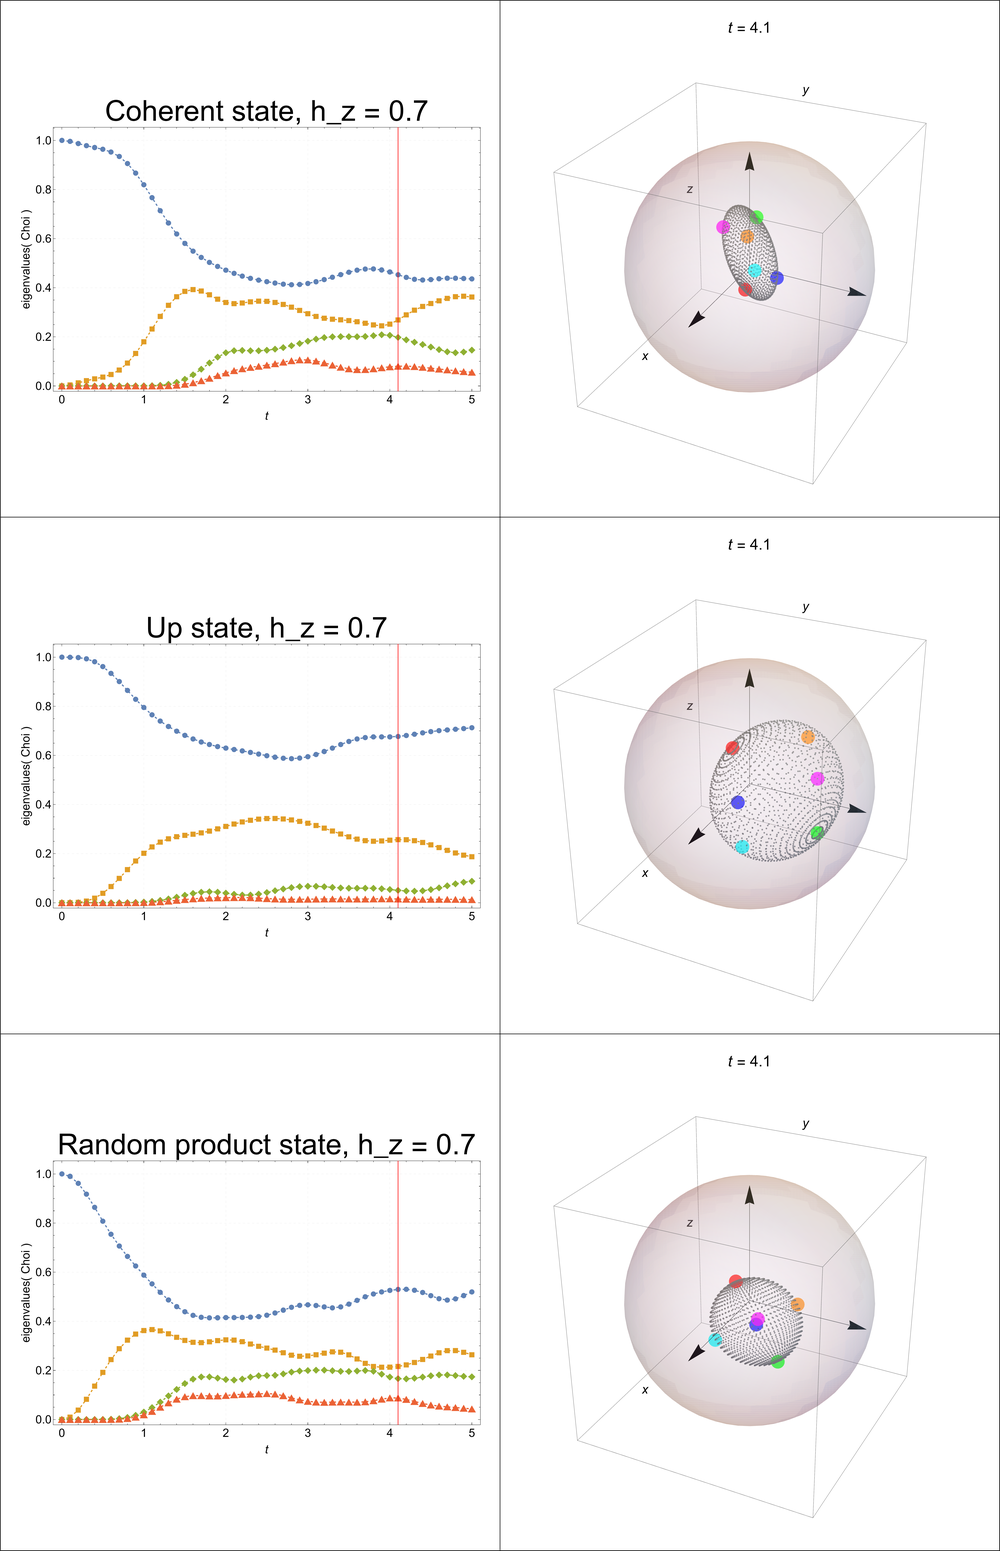 t = 4.1
Coherent state, h_z = 0.7
eigenvalues( Choi )
1.0
0.8
0.6
0.4
0.2
0.0
0 1 2 3 4 5
t
y
z
x
t = 4.1
Up state, h_z = 0.7
eigenvalues( Choi )
1.0
0.8
0.6
0.4
0.2
0.0
0 1 2 3 4 5
t
y
z
x
t = 4.1
Random product state, h_z = 0.7
eigenvalues( Choi )
1.0
0.8
0.6
0.4
0.2
0.0
0 1 2 3 4 5
t
y
z
x